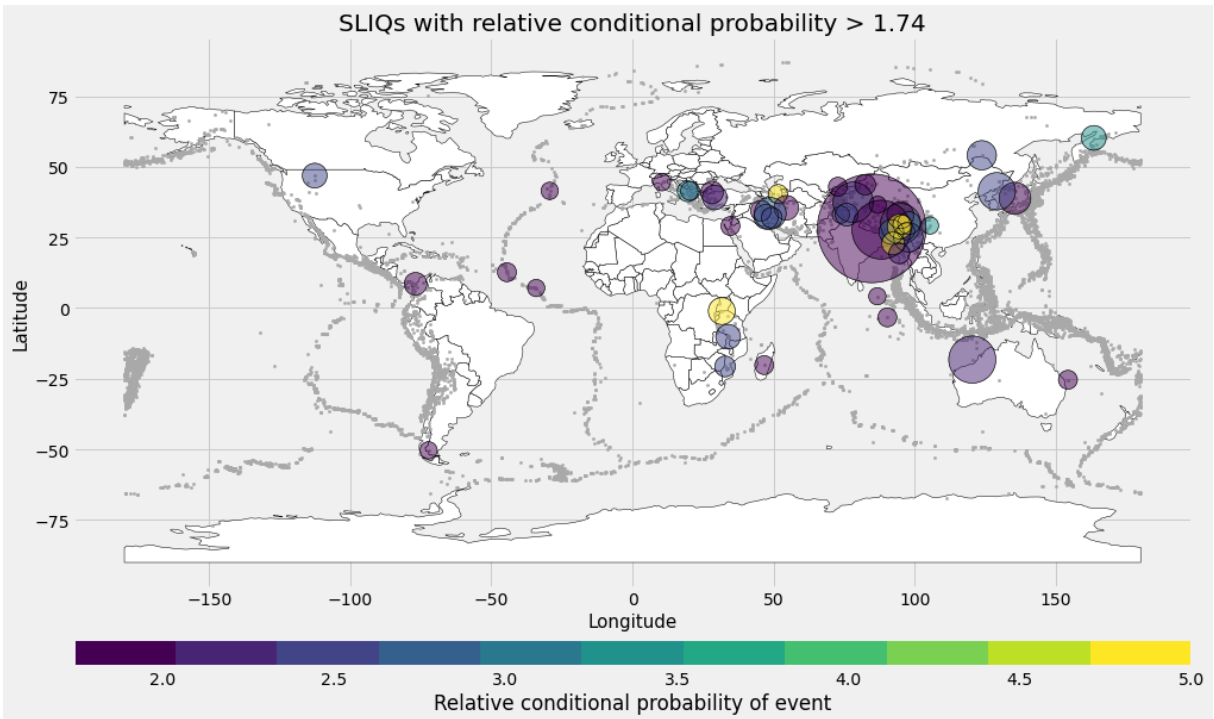 SLIQs with relative conditional probability > 1.74
75
50
25
0
−25
−50
−75
Latitude
−150 −100 −50 0 50 100 150
Longitude
2.0 2.5 3.0 3.5 4.0 4.5 5.0
Relative conditional probability of event